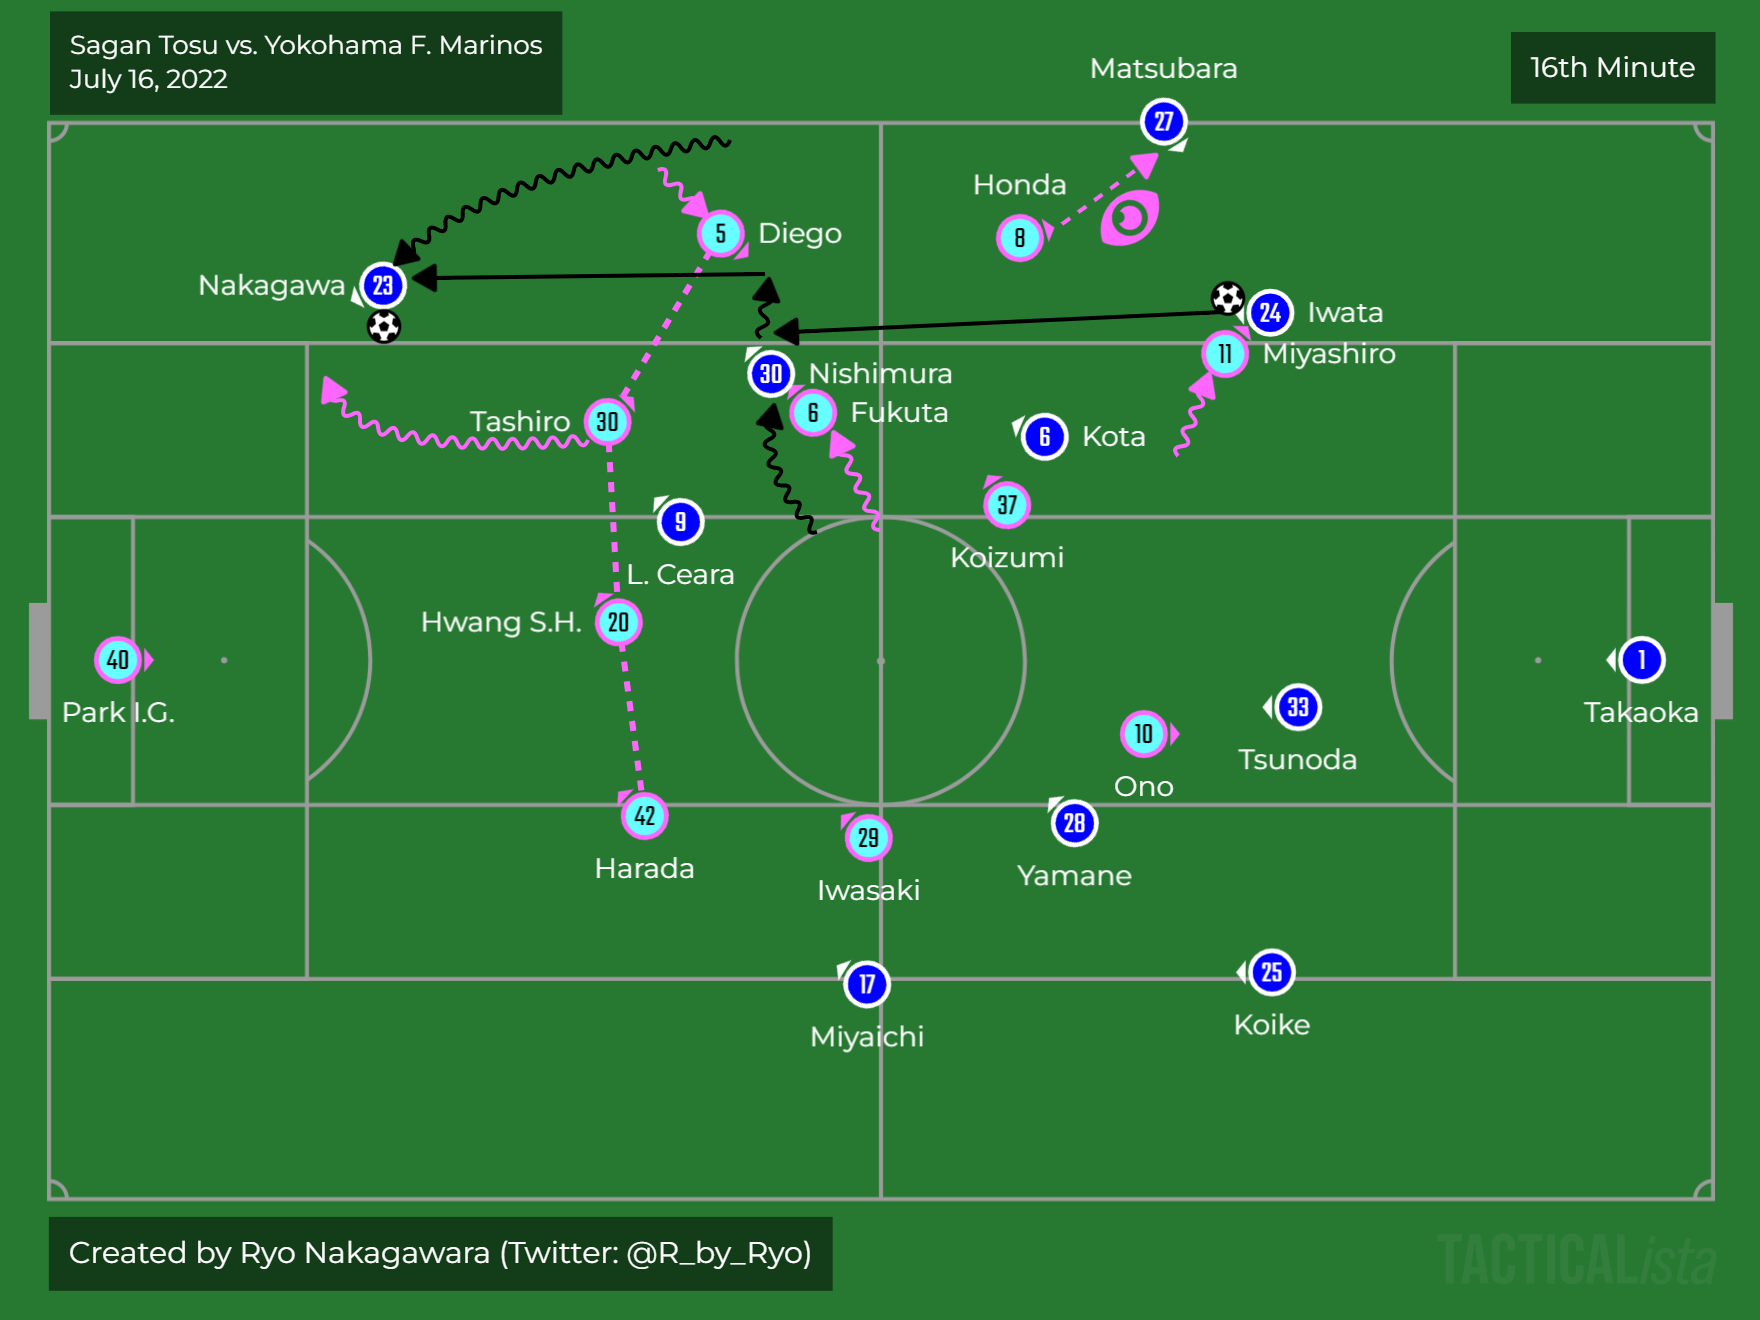 Sagan Tosu vs. Yokohama F. Marinos
July 16, 2022
16th Minute
Matsubara
27
Honda
8
5
Diego
Nakagawa
23
24
Iwata
11
Miyashiro
30
Nishimura
6
Fukuta
Tashiro
30
6
Kota
37
Koizumi
9
L. Ceara
Hwang S.H.
20
40
Park I.G.
1
Takaoka
33
Tsunoda
10
Ono
42
Harada
29
Iwasaki
28
Yamane
17
Miyaichi
25
Koike
Created by Ryo Nakagawara (Twitter: @R_by_Ryo)
TACTICALista